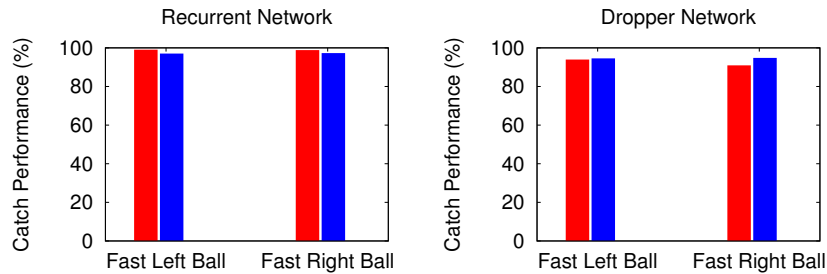 Recurrent Network
Catch Performance (%)
100
80
60
40
20
0
Fast Left Ball
Fast Right Ball
Dropper Network
Catch Performance (%)
100
80
60
40
20
0
Fast Left Ball
Fast Right Ball